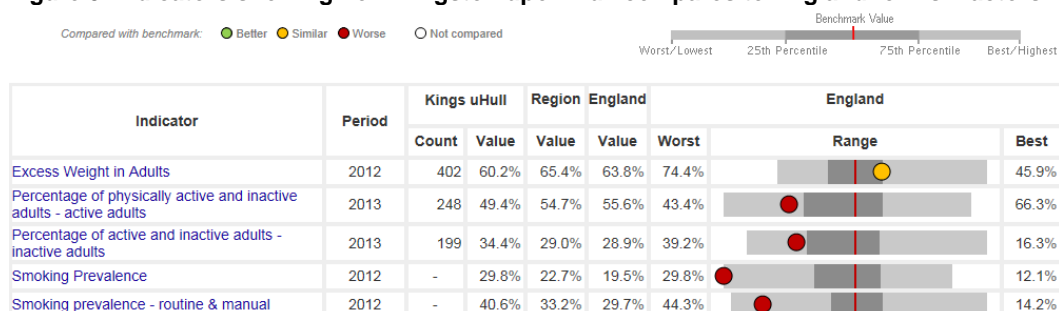 Compared with benchmark: Better Similar Worse Not compared
Benchmark Value
Worst/Lowest 25th Percentile 75th Percentile Best/Highest
Indicator Period Kings uHull Region England England
Count Value Value Value Worst Range Best
Excess Weight in Adults 2012 402 60.2% 65.4% 63.8% 74.4% 45.9%
Percentage of physically active and inactive
adults - active adults 2013 248 49.4% 54.7% 55.6% 43.4% 66.3%
Percentage of active and inactive adults -
inactive adults 2013 199 34.4% 29.0% 28.9% 39.2% 16.3%
Smoking Prevalence 2012 - 29.8% 22.7% 19.5% 29.8% 12.1%
Smoking prevalence - routine & manual 2012 - 40.6% 33.2% 29.7% 44.3% 14.2%